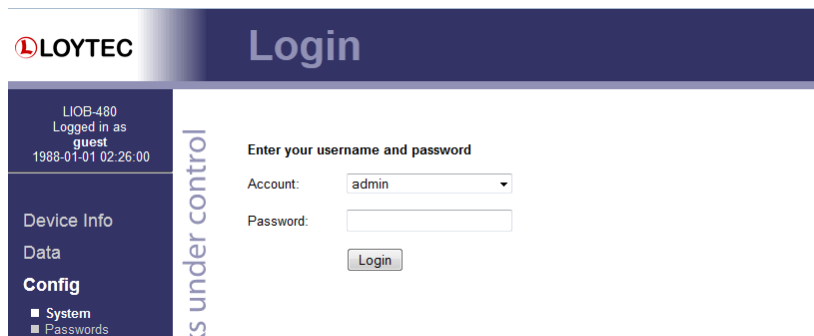 LOYTEC
Login
LIOB-480
Logged in as
guest
1988-01-01 02:26:00
Device Info
Data
Config
System
Passwords
under control
Enter your username and password
Account: admin
Password:
Login